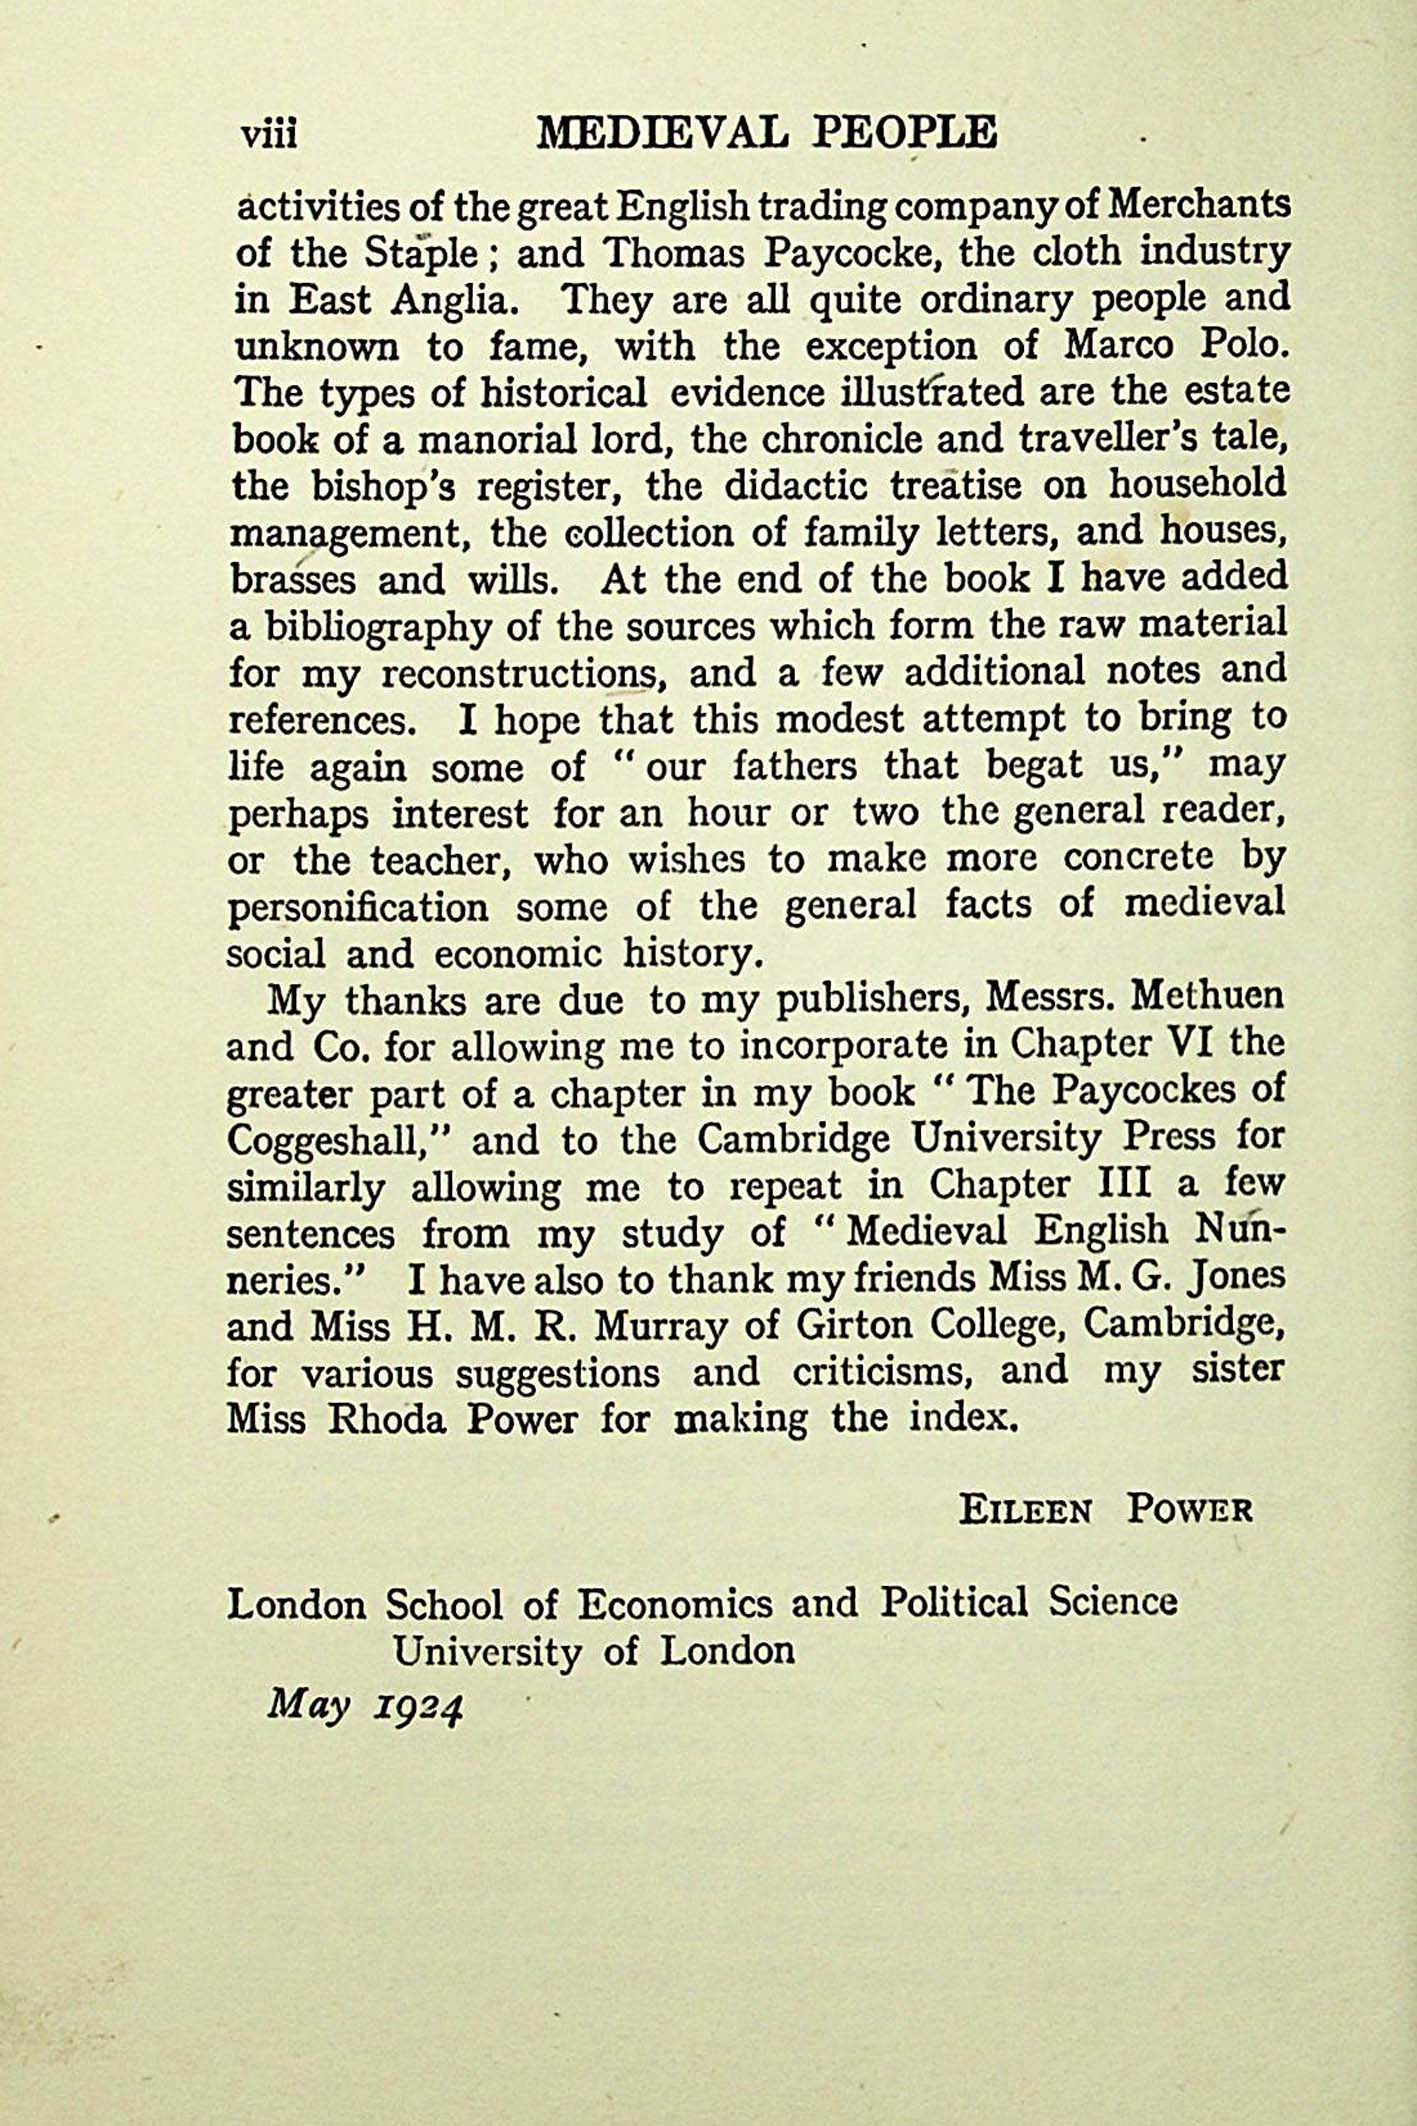 viii MEDIEVAL PEOPLE
activities of the great English trading company of Merchants
of the Staple ; and Thomas Paycocke, the cloth industry
in East Anglia. They are all quite ordinary people and
unknown to fame, with the exception of Marco Polo.
The types of historical evidence illustrated are the estate
book of a manorial lord, the chronicle and traveller's tale,
the bishop's register, the didactic treatise on household
management, the collection of family letters, and houses,
brasses and wills. At the end of the book I have added
a bibliography of the sources which form the raw material
for my reconstructions, and a few additional notes and
references. I hope that this modest attempt to bring to
life again some of “ our fathers that begat us,” may
perhaps interest for an hour or two the general reader,
or the teacher, who wishes to make more concrete by
personification some of the general facts of medieval
social and economic history.
My thanks are due to my publishers, Messrs. Methuen
and Co. for allowing me to incorporate in Chapter VI the
greater part of a chapter in my book “ The Paycockes of
Coggeshall,” and to the Cambridge University Press for
similarly allowing me to repeat in Chapter III a few
sentences from my study of “ Medieval English Nun-
neries.” I have also to thank my friends Miss M. G. Jones
and Miss H. M. R. Murray of Girton College, Cambridge,
for various suggestions and criticisms, and my sister
Miss Rhoda Power for making the index.
EILEEN POWER
London School of Economics and Political Science
University of London
May 1924